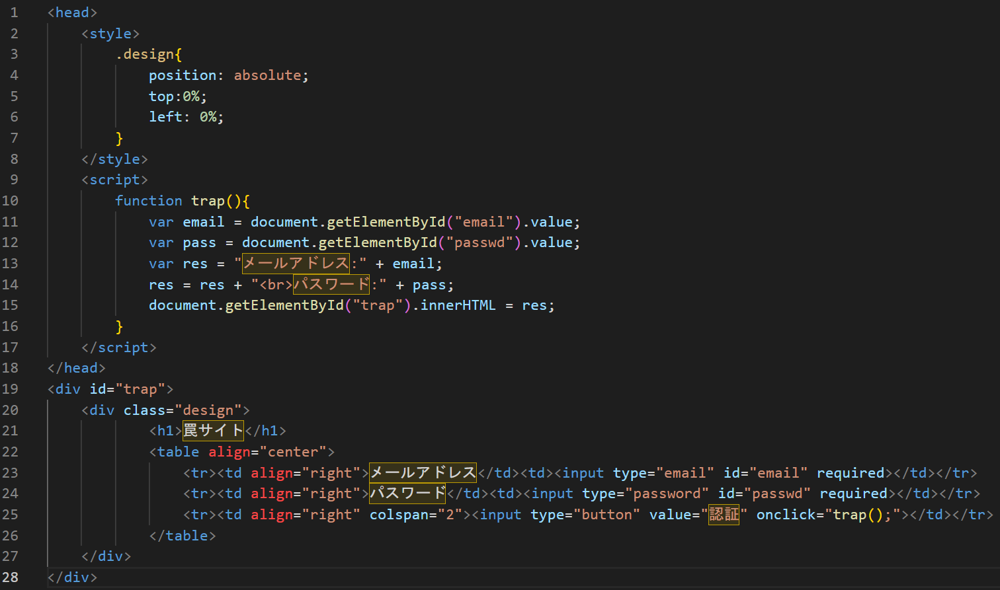 1 <head>
2 <style>
3 .design{
4 position: absolute;
5 top:0%;
6 left: 0%;
7 }
8 </style>
9 <script>
10 function trap(){
11 var email = document.getElementById("email").value;
12 var pass = document.getElementById("passwd").value;
13 var res = "メールアドレス:" + email;
14 res = res + "<br>パスワード:" + pass;
15 document.getElementById("trap").innerHTML = res;
16 }
17 </script>
18 </head>
19 <div id="trap">
20 <div class="design">
21 <h1>罠サイト</h1>
22 <table align="center">
23 <tr><td align="right">メールアドレス</td><td><input type="email" id="email" required></td></tr>
24 <tr><td align="right">パスワード</td><td><input type="password" id="passwd" required></td></tr>
25 <tr><td align="right" colspan="2"><input type="button" value="認証" onclick="trap();"></td></tr>
26 </table>
27 </div>
28 </div>